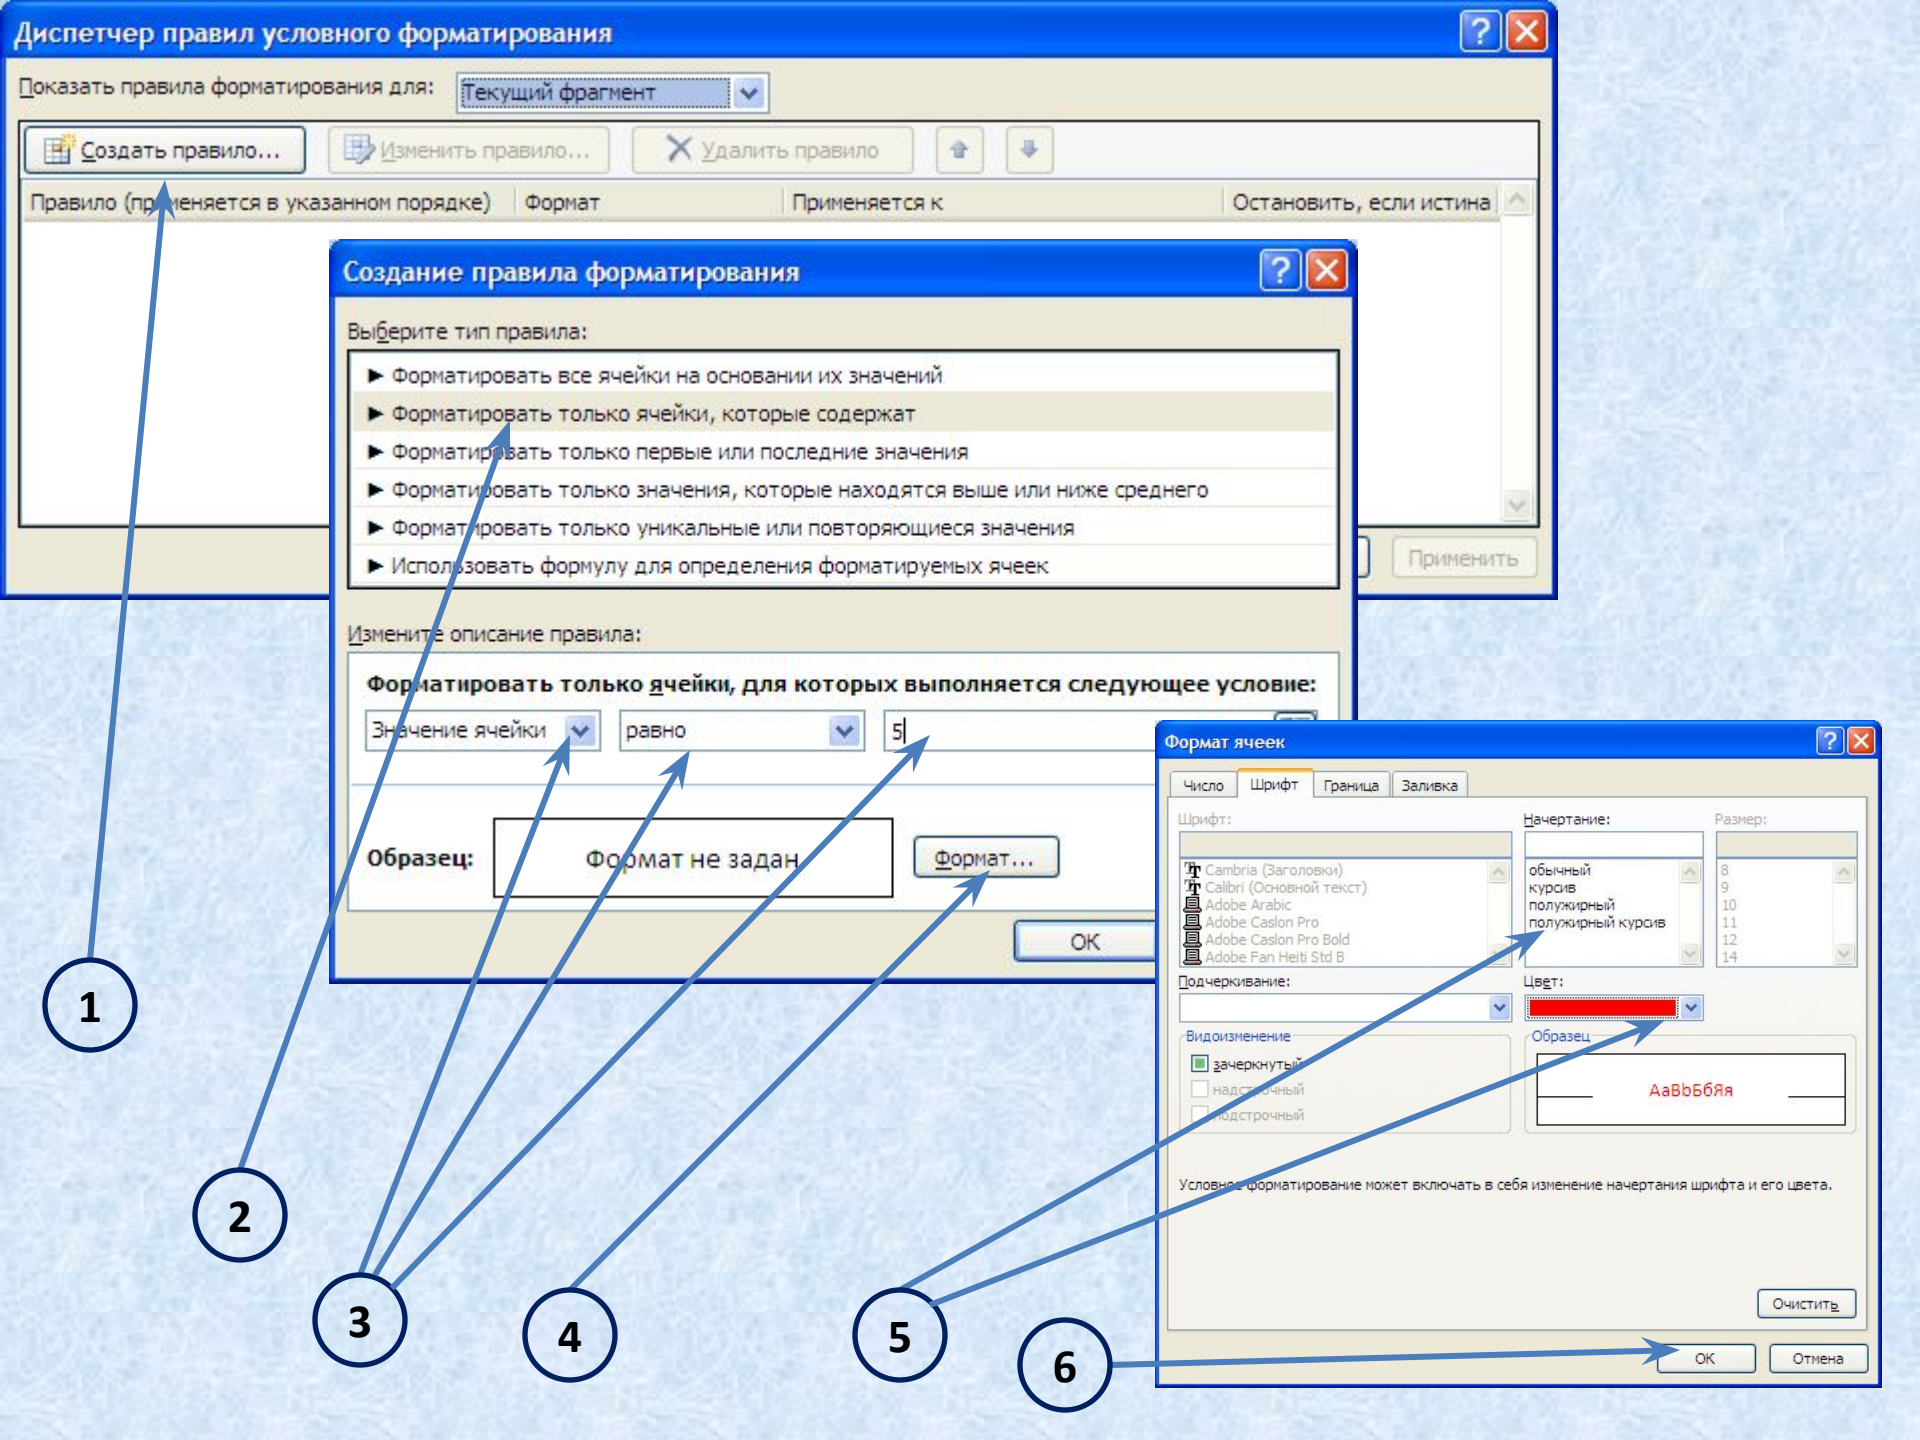 Диспетчер правил условного форматирования
Показать правила форматирования для: Текущий фрагмент
Создать правило... Изменить правило... Удалить правило
Правило (применяется в указанном порядке) Формат Применяется к Остановить, если истина
Создание правила форматирования
Выберите тип правила:
► Форматировать все ячейки на основании их значений
► Форматировать только ячейки, которые содержат
► Форматировать только первые или последние значения
► Форматировать только значения, которые находятся выше или ниже среднего
► Форматировать только уникальные или повторяющиеся значения
► Использовать формулу для определения форматируемых ячеек
Применить
Измените описание правила:
Форматировать только ячейки, для которых выполняется следующее условие:
Значение ячейки равно 5
Образец: Формат не задан Формат...
ОК
Формат ячеек
Число Шрифт Граница Заливка
Шрифт: Начертание: Размер:
Cambria (Заголовки) обычный 8
Calibri (Основной текст) курсив 9
Adobe Arabic полужирный 10
Adobe Caslon Pro полужирный курсив 11
Adobe Caslon Pro Bold 12
Adobe Fan Heiti Std B 14
Подчеркивание: Цвет:
Видоизменение Образец
зачеркнутый
надстрочный АаВbБбЯя
подстрочный
Условное форматирование может включать в себя изменение начертания шрифта и его цвета.
Очистить
ОК Отмена
1
2
3
4
5
6